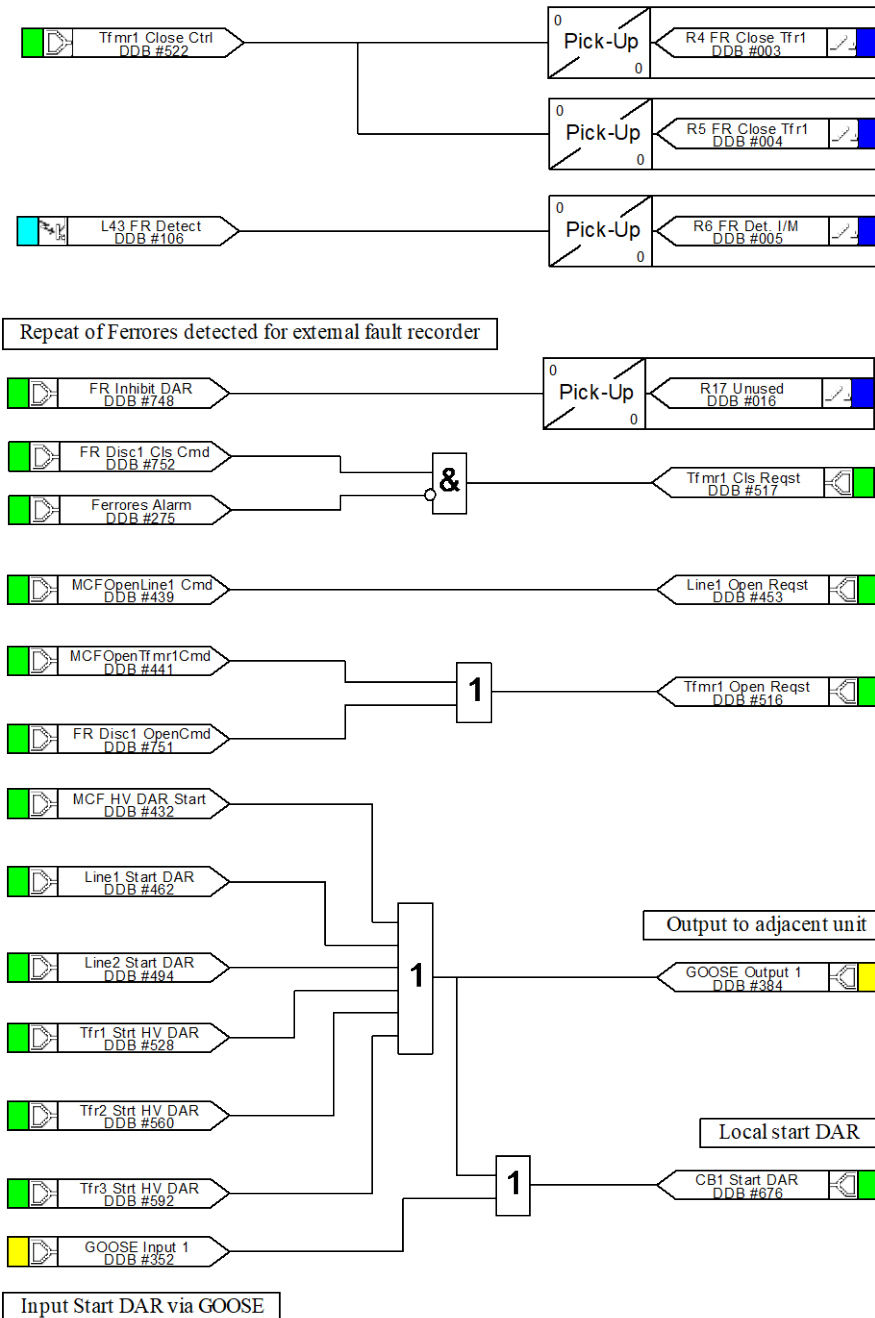 Tfmr1 Close Ctrl
DDB #522
0
Pick-Up
0
R4 FR Close Tfr1
DDB #003
0
Pick-Up
0
R5 FR Close Tfr1
DDB #004
L43 FR Detect
DDB #106
0
Pick-Up
0
R6 FR Det. I/M
DDB #005
Repeat of Ferrores detected for external fault recorder
FR Inhibit DAR
DDB #748
0
Pick-Up
0
R17 Unused
DDB #016
FR Disc1 Cls Cmd
DDB #752
&
Tfmr1 Cls Reqst
DDB #517
Ferrores Alarm
DDB #275
MCFOpenLine1 Cmd
DDB #439
Line1 Open Reqst
DDB #453
MCFOpenTfmr1Cmd
DDB #441
1
Tfmr1 Open Reqst
DDB #516
FR Disc1 OpenCmd
DDB #751
MCF HV DAR Start
DDB #432
Line1 Start DAR
DDB #462
Output to adjacent unit
Line2 Start DAR
DDB #494
1
GOOSE Output 1
DDB #384
Tfr1 Strt HV DAR
DDB #528
Tfr2 Strt HV DAR
DDB #560
Local start DAR
Tfr3 Strt HV DAR
DDB #592
1
CB1 Start DAR
DDB #676
GOOSE Input 1
DDB #352
Input Start DAR via GOOSE